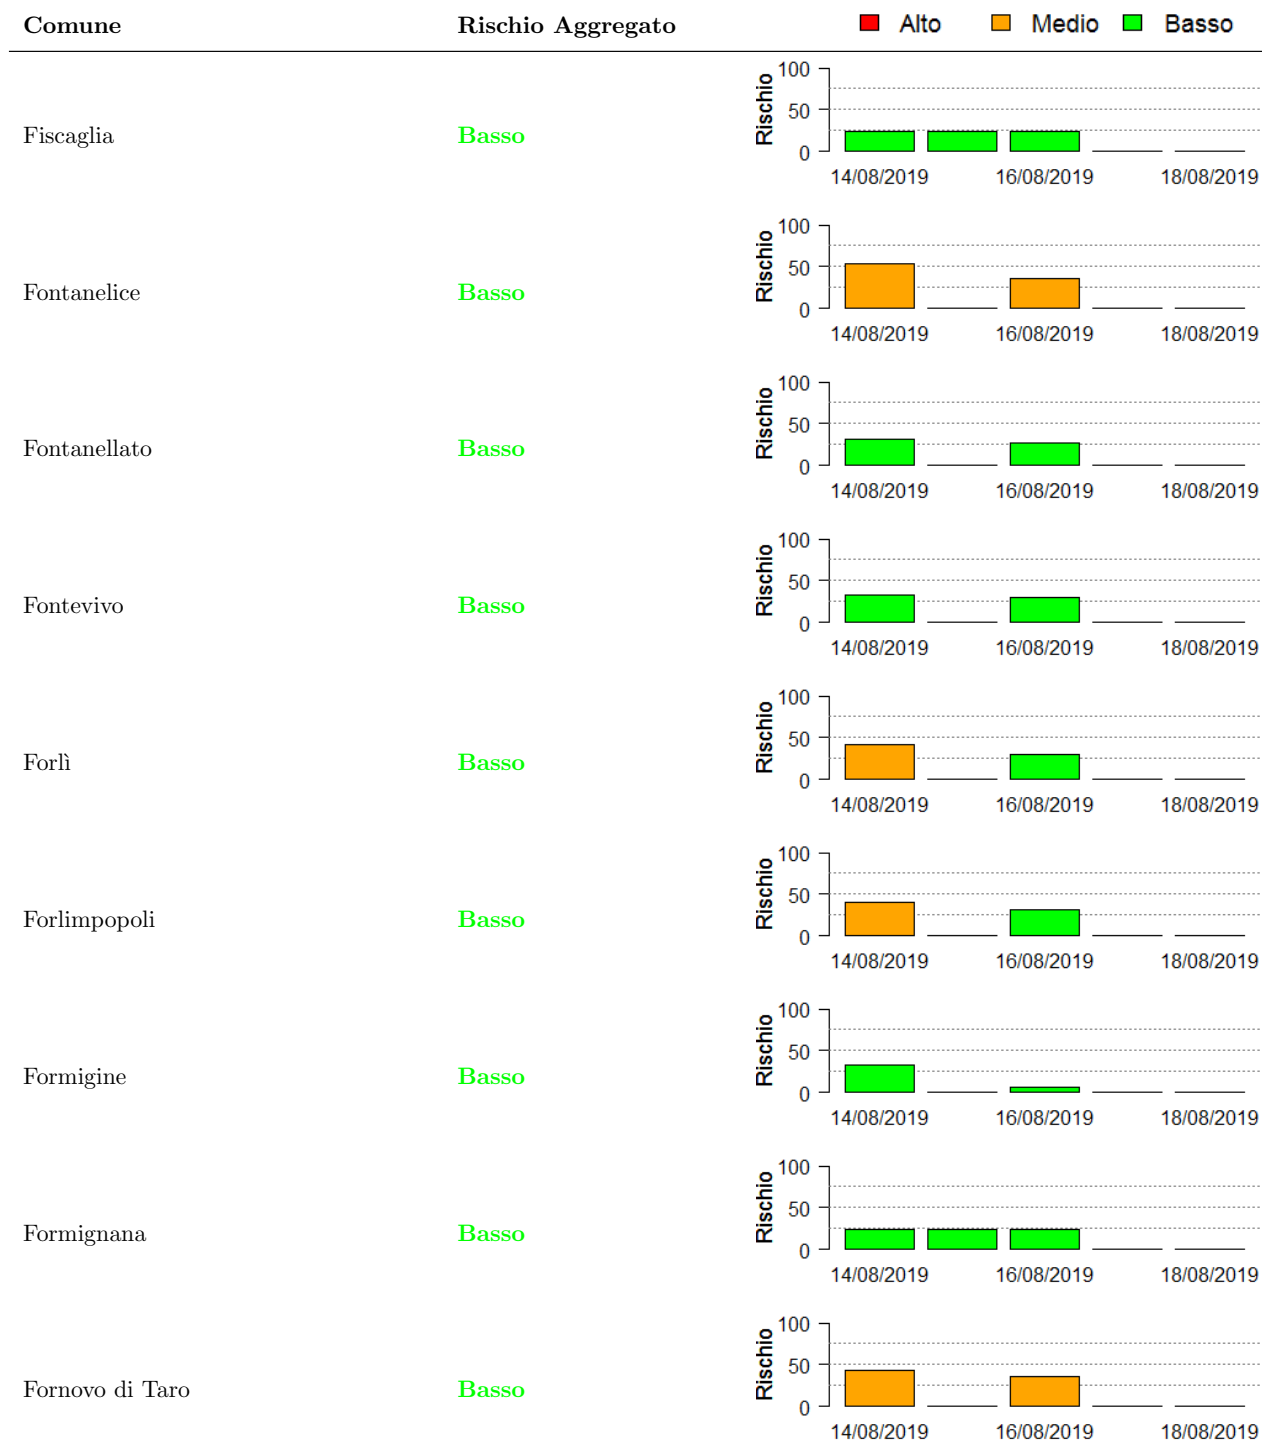 Comune Rischio Aggregato Alto Medio Basso
Fiscaglia Basso Rischio 100 50 0
14/08/2019 16/08/2019 18/08/2019
Fontanelice Basso Rischio 100 50 0
14/08/2019 16/08/2019 18/08/2019
Fontanellato Basso Rischio 100 50 0
14/08/2019 16/08/2019 18/08/2019
Fontevivo Basso Rischio 100 50 0
14/08/2019 16/08/2019 18/08/2019
Forlì Basso Rischio 100 50 0
14/08/2019 16/08/2019 18/08/2019
Forlimpopoli Basso Rischio 100 50 0
14/08/2019 16/08/2019 18/08/2019
Formigine Basso Rischio 100 50 0
14/08/2019 16/08/2019 18/08/2019
Formignana Basso Rischio 100 50 0
14/08/2019 16/08/2019 18/08/2019
Fornovo di Taro Basso Rischio 100 50 0
14/08/2019 16/08/2019 18/08/2019